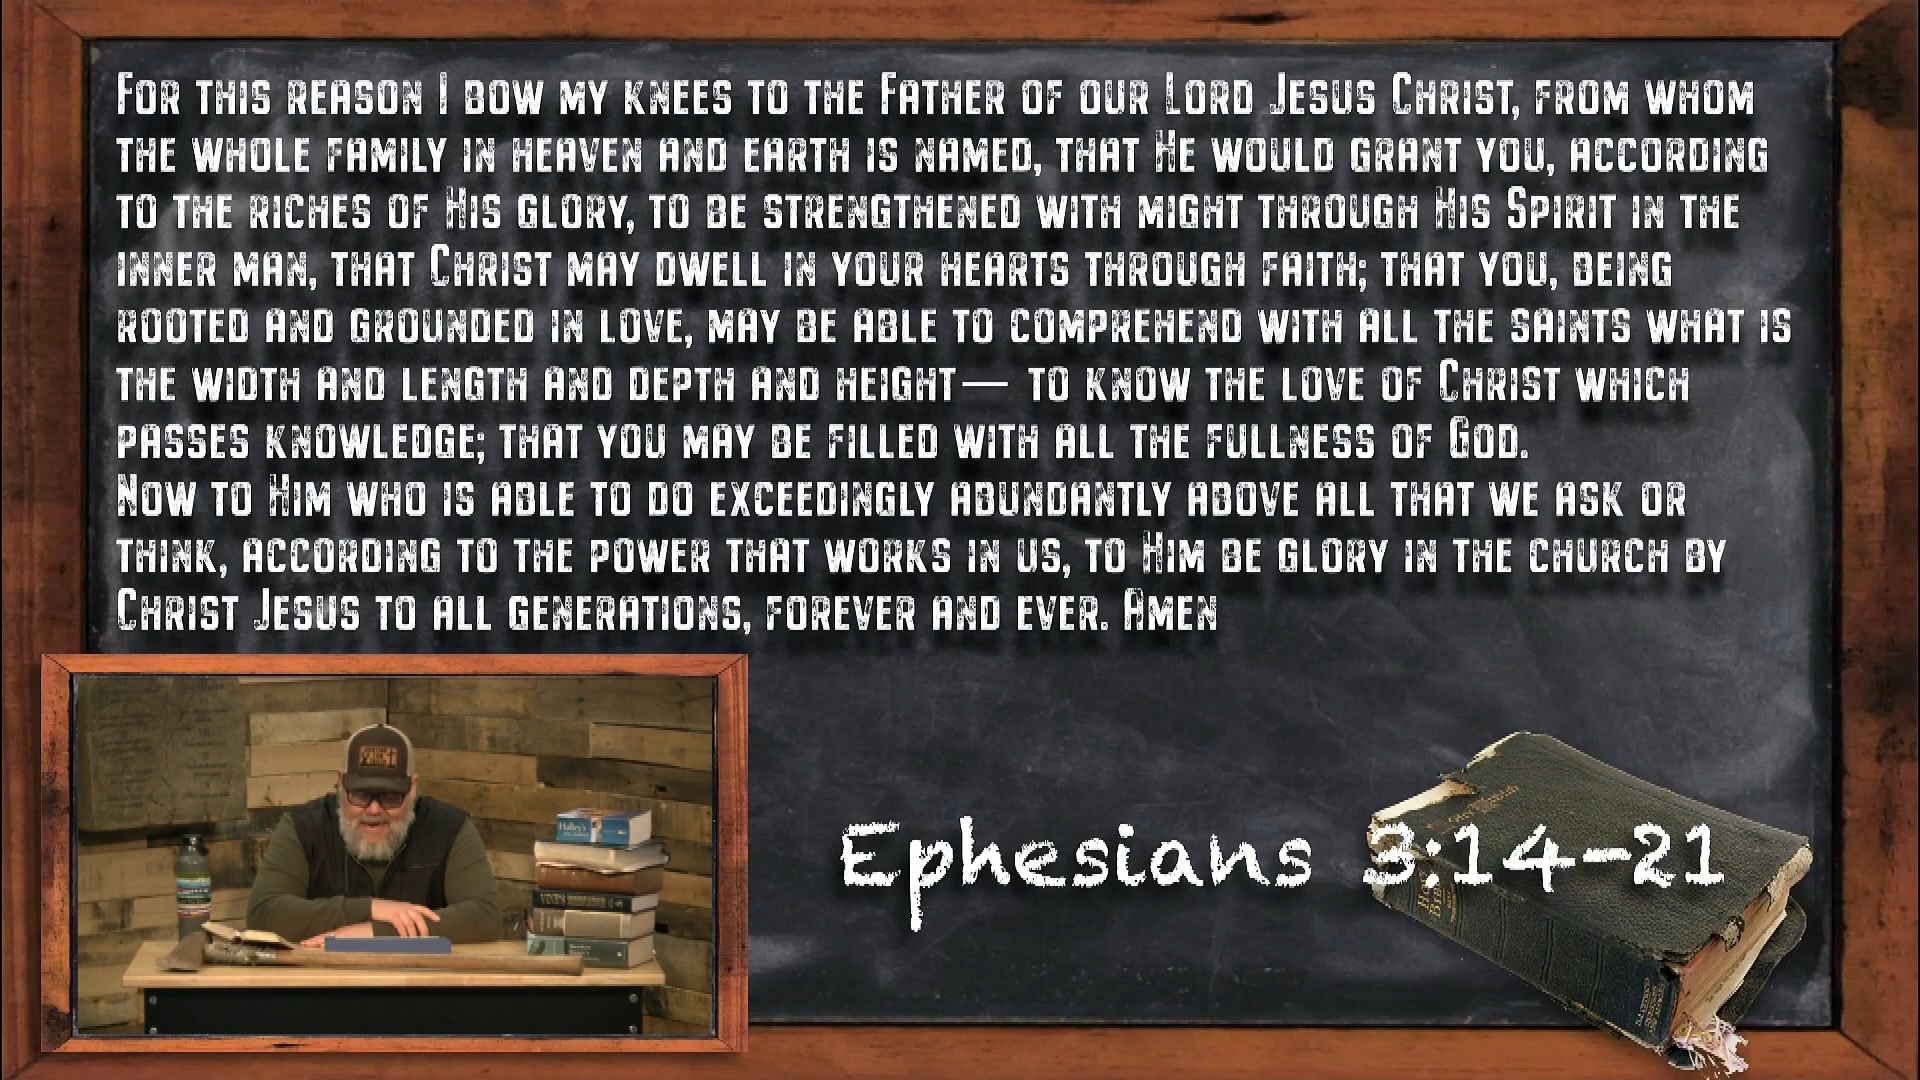 For this reason I bow my knees to the Father of our Lord Jesus Christ, from whom
the whole family in heaven and earth is named, that He would grant you, according
to the riches of His glory, to be strengthened with might through His Spirit in the
inner man, that Christ may dwell in your hearts through faith; that you, being
rooted and grounded in love, may be able to comprehend with all the saints what is
the width and length and depth and height— to know the love of Christ which
passes knowledge; that you may be filled with all the fullness of God.
Now to Him who is able to do exceedingly abundantly above all that we ask or
think, according to the power that works in us, to Him be glory in the church by
Christ Jesus to all generations, forever and ever. Amen
Halley's
VINE'S
Ephesians 3:14-21